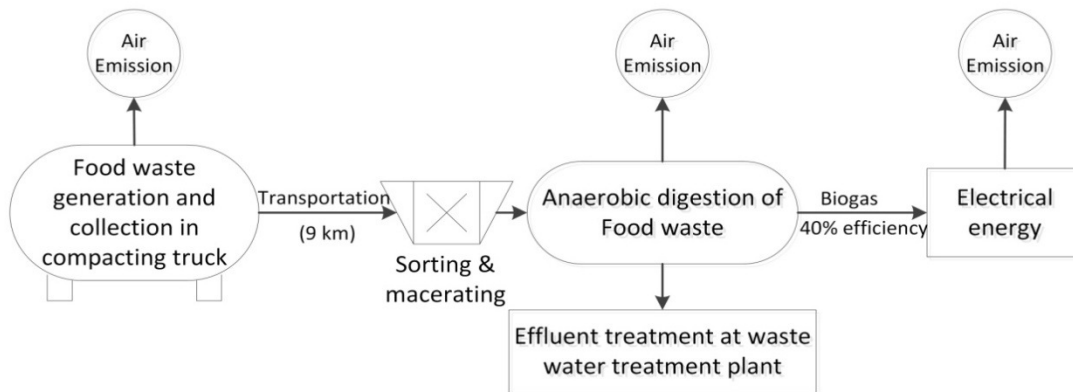 Air
Emission
Air
Emission
Air
Emission
Food waste
generation and
collection in
compacting truck
Transportation
(9 km)
Sorting &
macerating
Anaerobic digestion of
Food waste
Biogas
40% efficiency
Electrical
energy
Effluent treatment at waste
water treatment plant